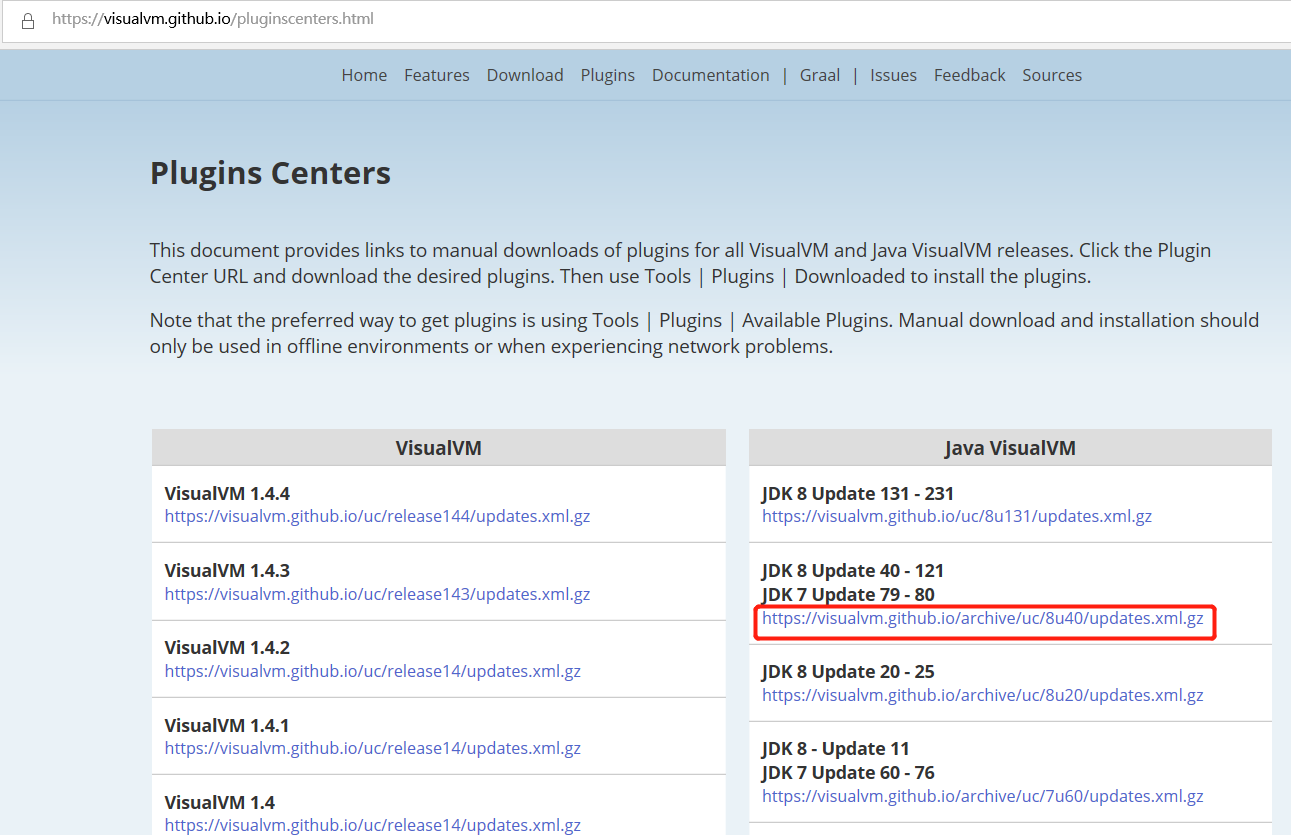 https://visualvm.github.io/pluginscenters.html
Home Features Download Plugins Documentation | Graal | Issues Feedback Sources
Plugins Centers
This document provides links to manual downloads of plugins for all VisualVM and Java VisualVM releases. Click the Plugin
Center URL and download the desired plugins. Then use Tools | Plugins | Downloaded to install the plugins.
Note that the preferred way to get plugins is using Tools | Plugins | Available Plugins. Manual download and installation should
only be used in offline environments or when experiencing network problems.
VisualVM
VisualVM 1.4.4
https://visualvm.github.io/uc/release144/updates.xml.gz
VisualVM 1.4.3
https://visualvm.github.io/uc/release143/updates.xml.gz
VisualVM 1.4.2
https://visualvm.github.io/uc/release14/updates.xml.gz
VisualVM 1.4.1
https://visualvm.github.io/uc/release14/updates.xml.gz
VisualVM 1.4
https://visualvm.github.io/uc/release14/updates.xml.gz
Java VisualVM
JDK 8 Update 131 - 231
https://visualvm.github.io/uc/8u131/updates.xml.gz
JDK 8 Update 40 - 121
JDK 7 Update 79 - 80
https://visualvm.github.io/archive/uc/8u40/updates.xml.gz
JDK 8 Update 20 - 25
https://visualvm.github.io/archive/uc/8u20/updates.xml.gz
JDK 8 - Update 11
JDK 7 Update 60 - 76
https://visualvm.github.io/archive/uc/7u60/updates.xml.gz